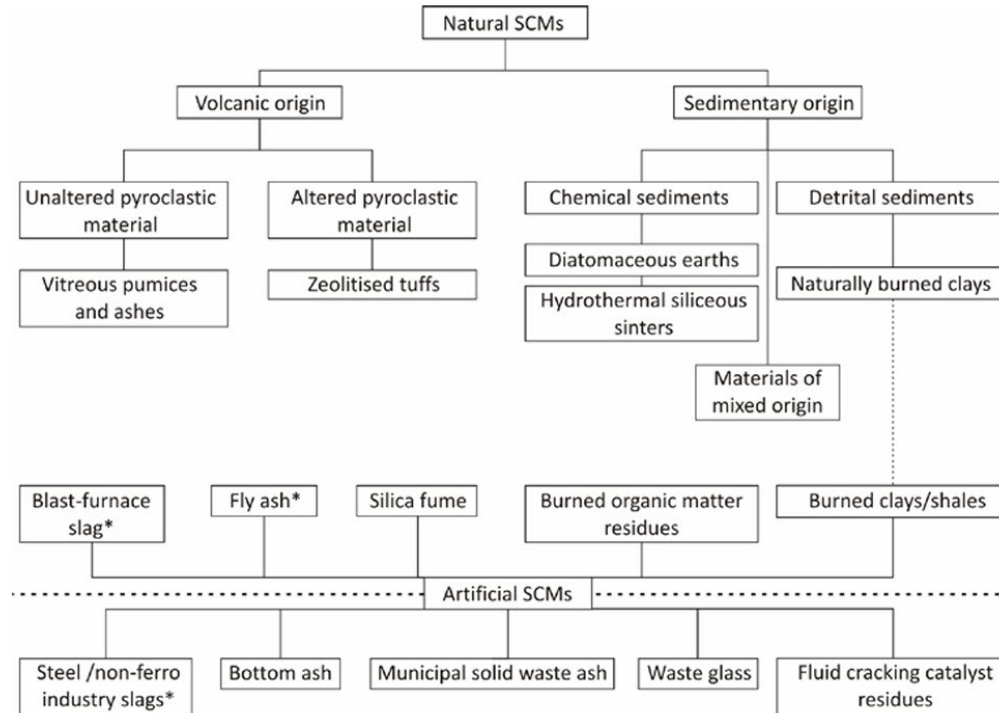 Natural SCMs
Volcanic origin
Sedimentary origin
Unaltered pyroclastic
material
Altered pyroclastic
material
Chemical sediments
Detrital sediments
Vitreous pumices
and ashes
Zeolitised tuffs
Diatomaceous earths
Hydrothermal siliceous
sinters
Naturally burned clays
Materials of
mixed origin
Blast-furnace
slag*
Fly ash*
Silica fume
Burned organic matter
residues
Burned clays/shales
Artificial SCMs
Steel /non-ferro
industry slags*
Bottom ash
Municipal solid waste ash
Waste glass
Fluid cracking catalyst
residues